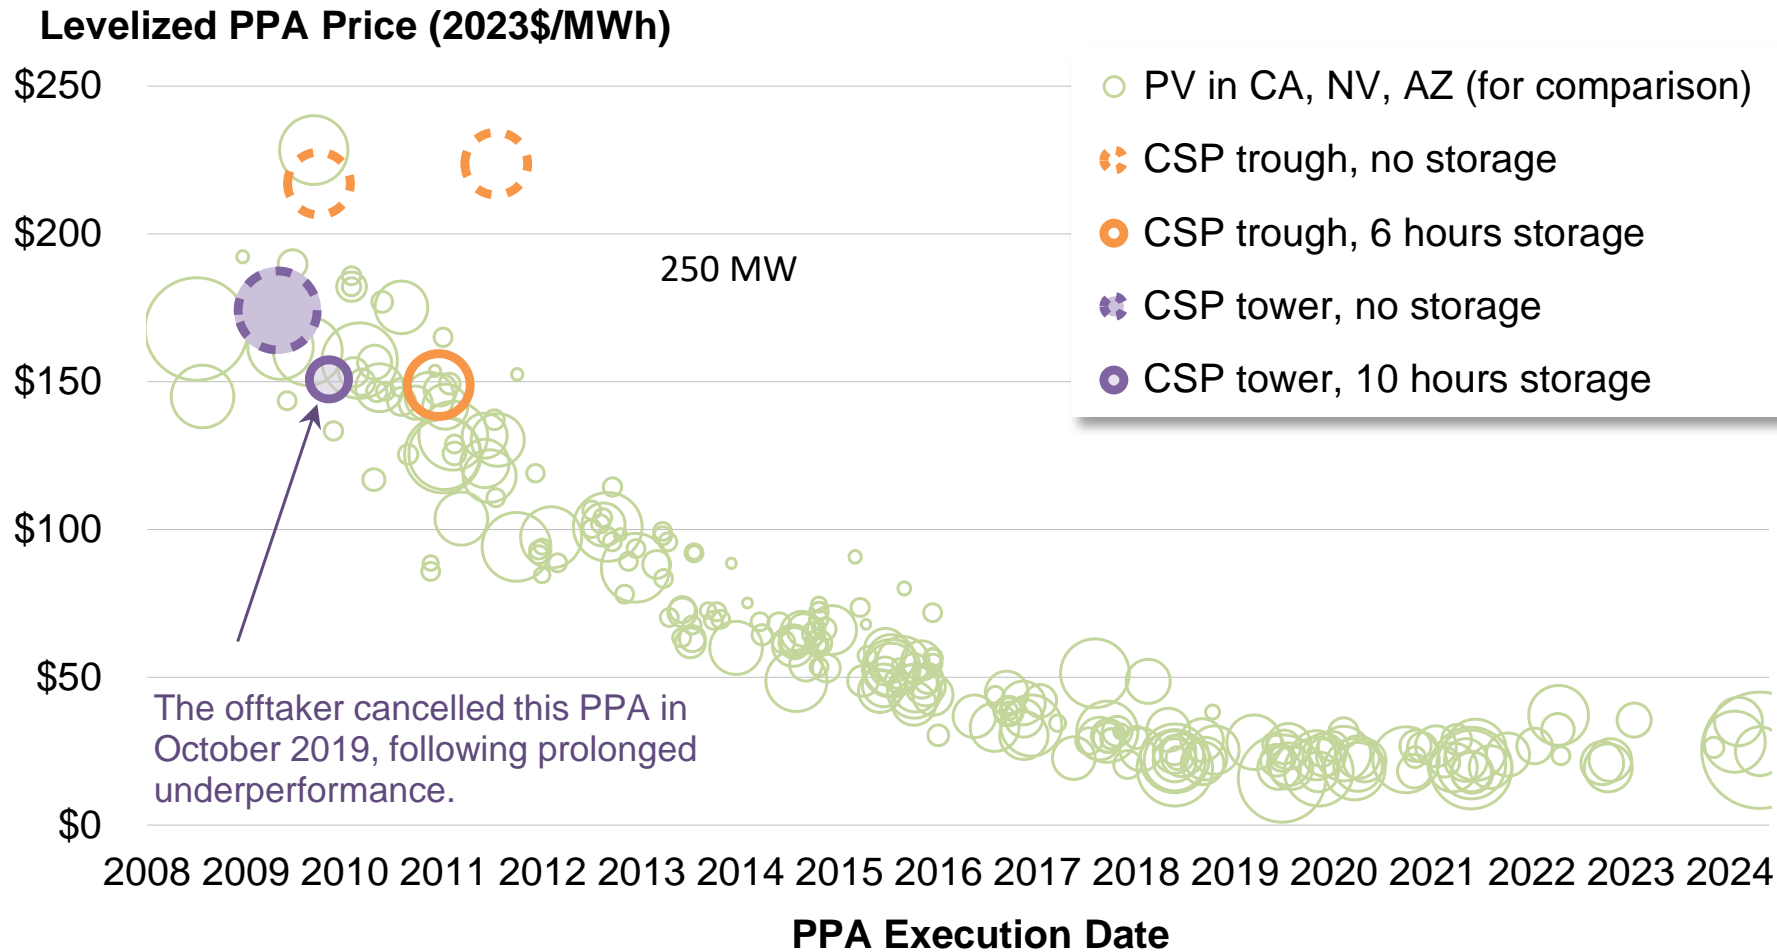 Levelized PPA Price (2023$/MWh)
$250
$200
$150
$100
$50
$0
PV in CA, NV, AZ (for comparison)
CSP trough, no storage
CSP trough, 6 hours storage
CSP tower, no storage
CSP tower, 10 hours storage
250 MW
The offtaker cancelled this PPA in
October 2019, following prolonged
underperformance.
2008 2009 2010 2011 2012 2013 2014 2015 2016 2017 2018 2019 2020 2021 2022 2023 2024
PPA Execution Date